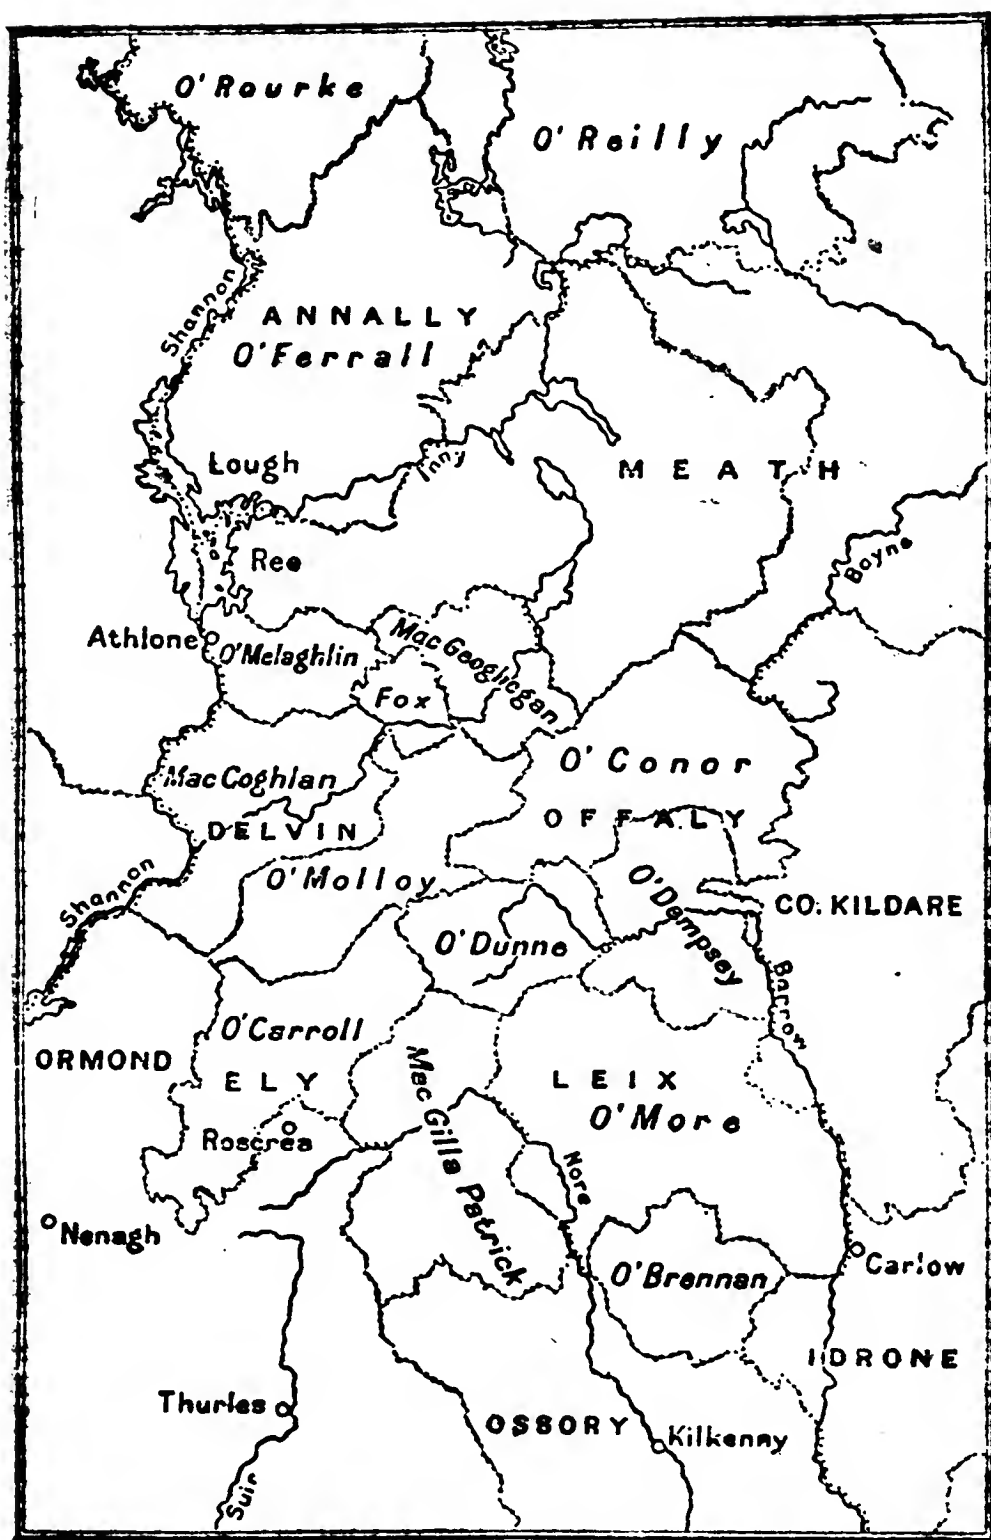 O'Rourke
O'Reilly
Shannon
ANNALLY
O'Ferrall
Lough
Inny
MEATH
Ree
Boyne
Athlone
O'Melaghlin
Mac Geoglicgan
Fox
O'Conor
Mac Coghlan
OFFALY
DELVIN
O'Molloy
O'Dempsey
Shannon
CO. KILDARE
O'Dunne
Barrow
O'Carroll
ORMOND
ELY
Mac Gilla Patrick
LEIX
O'More
Roscrea
Nore
Nenagh
Carlow
O'Brennan
IDRONE
Thurles
OSSORY
Kilkenny
Suir